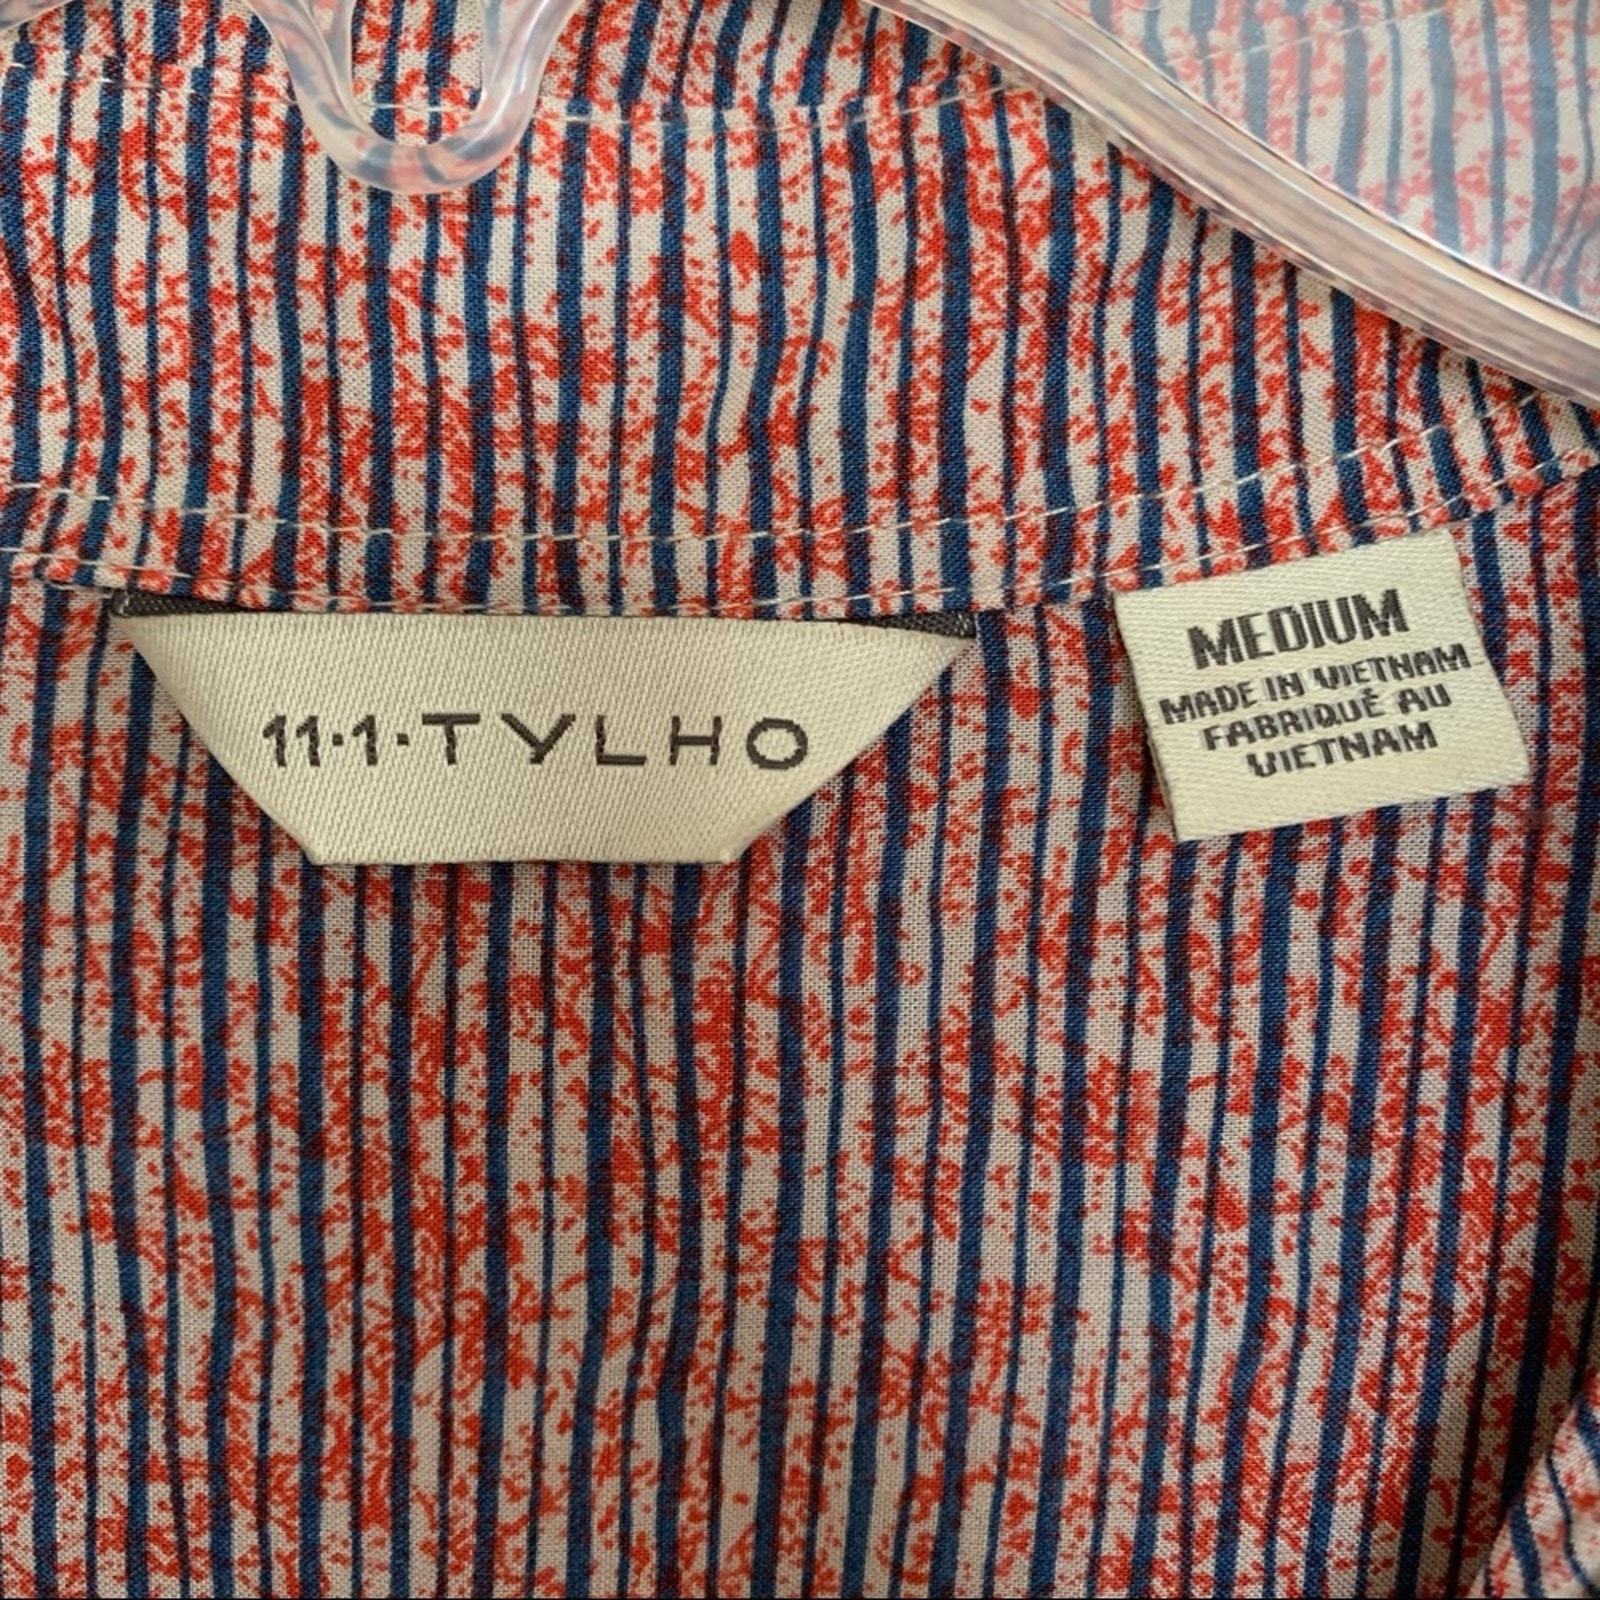 11·1·TYLHO
MEDIUM
MADE IN VIETNAM
FABRIQUÉ AU
VIETNAM